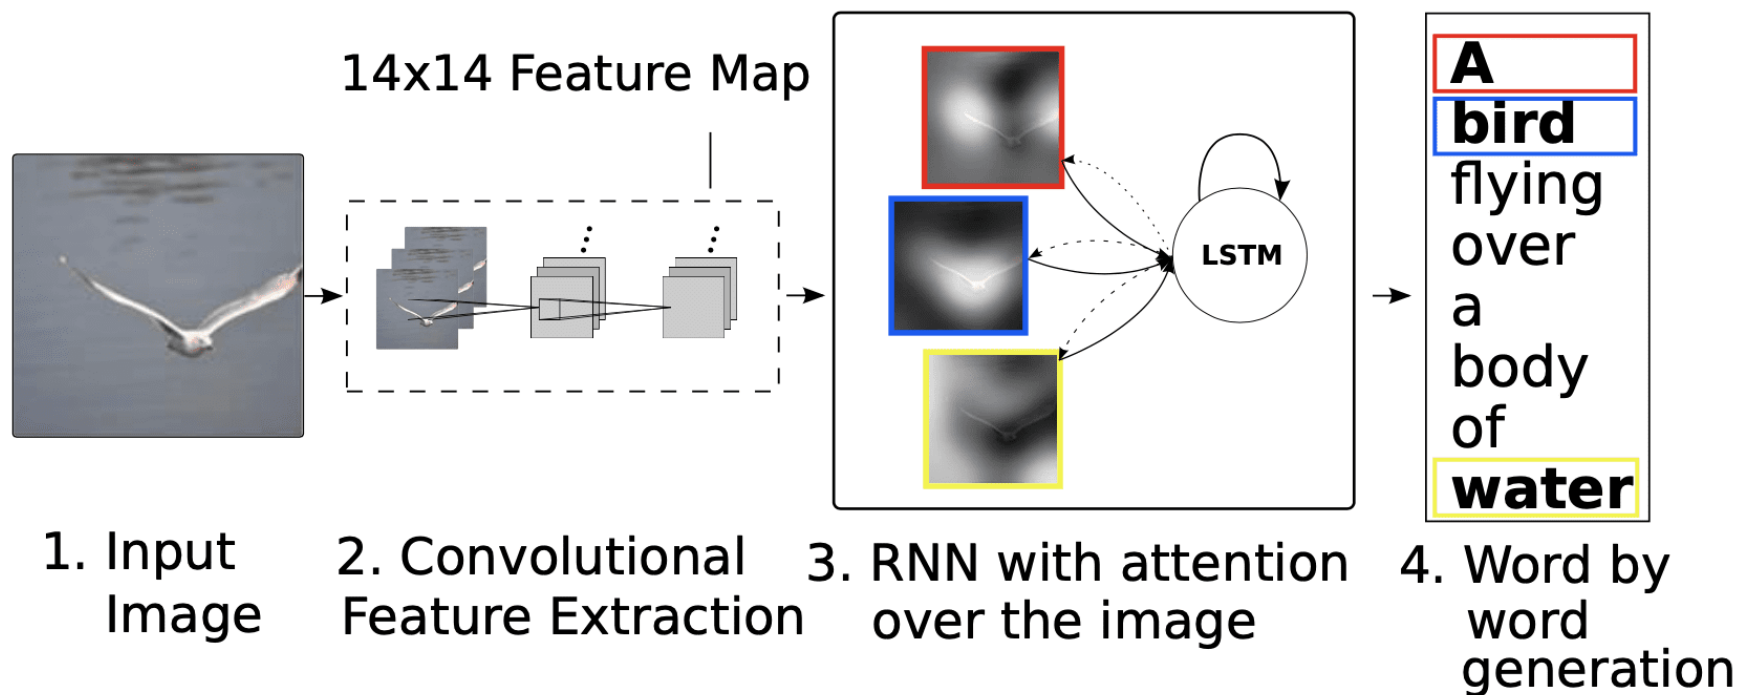 14x14 Feature Map
LSTM
A
bird
flying
over
a
body
of
water
1. Input
Image
2. Convolutional
Feature Extraction
3. RNN with attention
over the image
4. Word by
word
generation